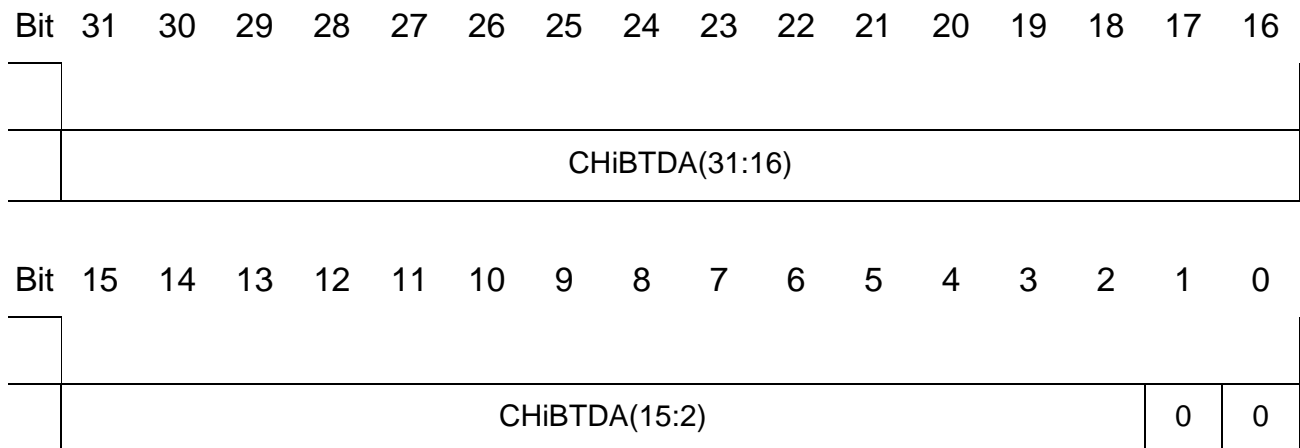 Bit 31 30 29 28 27 26 25 24 23 22 21 20 19 18 17 16
CHiBTDA(31:16)
Bit 15 14 13 12 11 10 9 8 7 6 5 4 3 2 1 0
CHiBTDA(15:2) 0 0